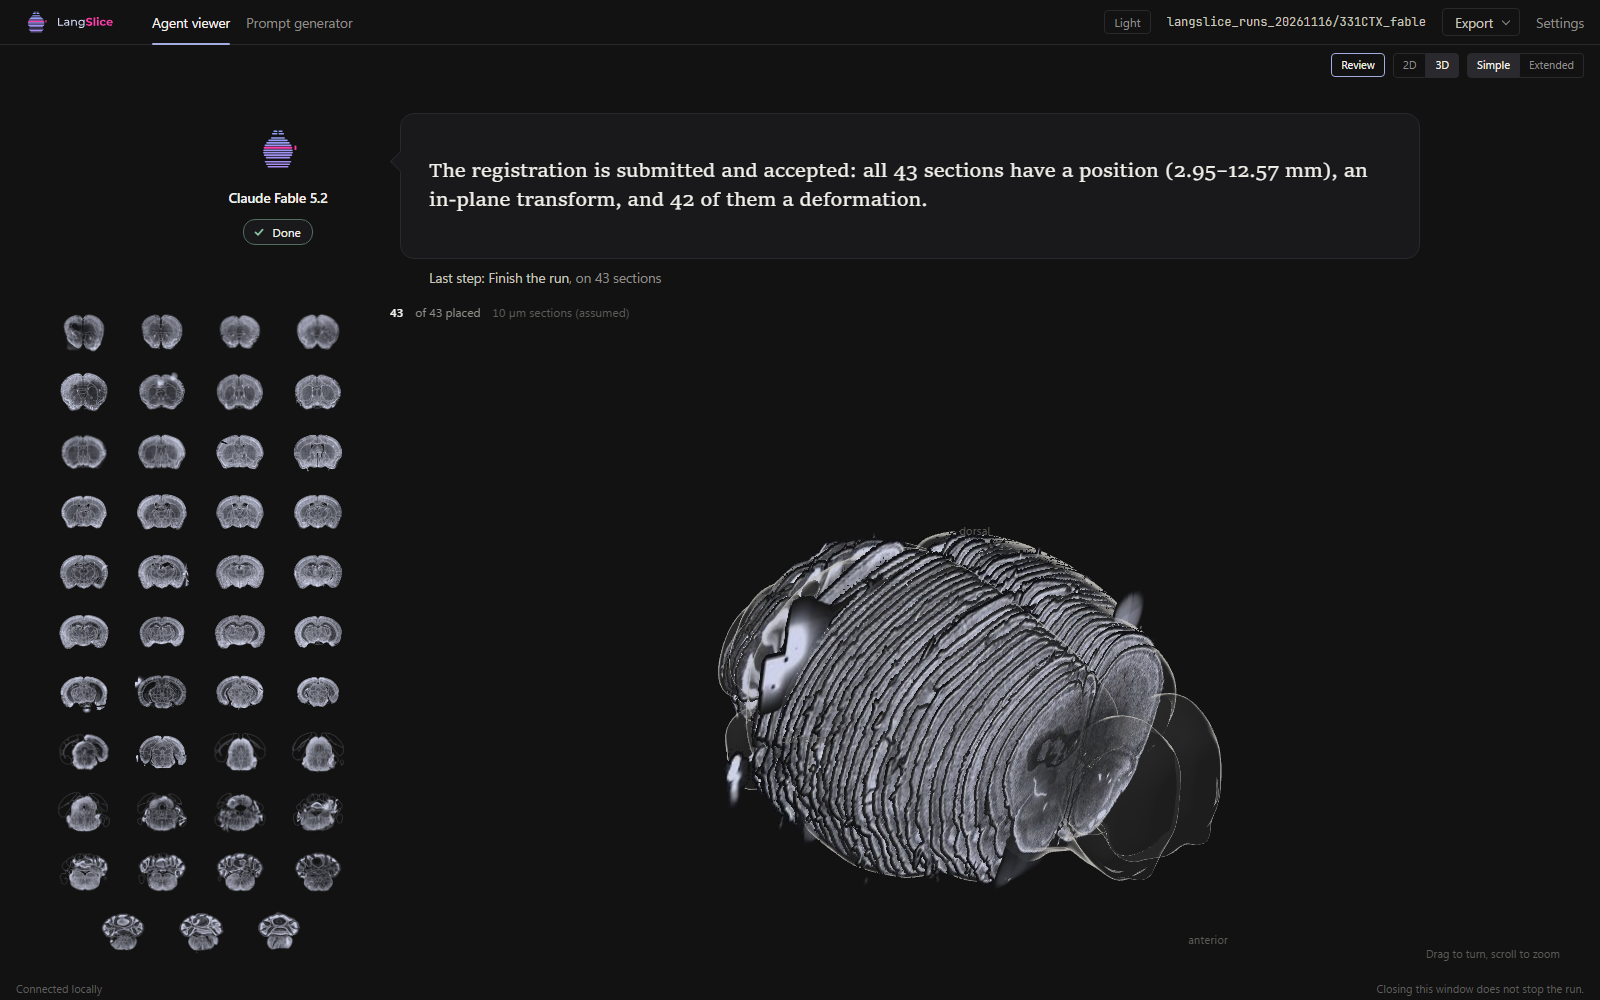 LangSlice
Agent viewer
Prompt generator
Light
langslice_runs_20261116/331CTX_fable
Export
Settings
Review
2D
3D
Simple
Extended
The registration is submitted and accepted: all 43 sections have a position (2.95–12.57 mm), an
in-plane transform, and 42 of them a deformation.
Claude Fable 5.2
Done
Last step: Finish the run, on 43 sections
43 of 43 placed 10 µm sections (assumed)
dorsal
anterior
Drag to turn, scroll to zoom
Connected locally
Closing this window does not stop the run.